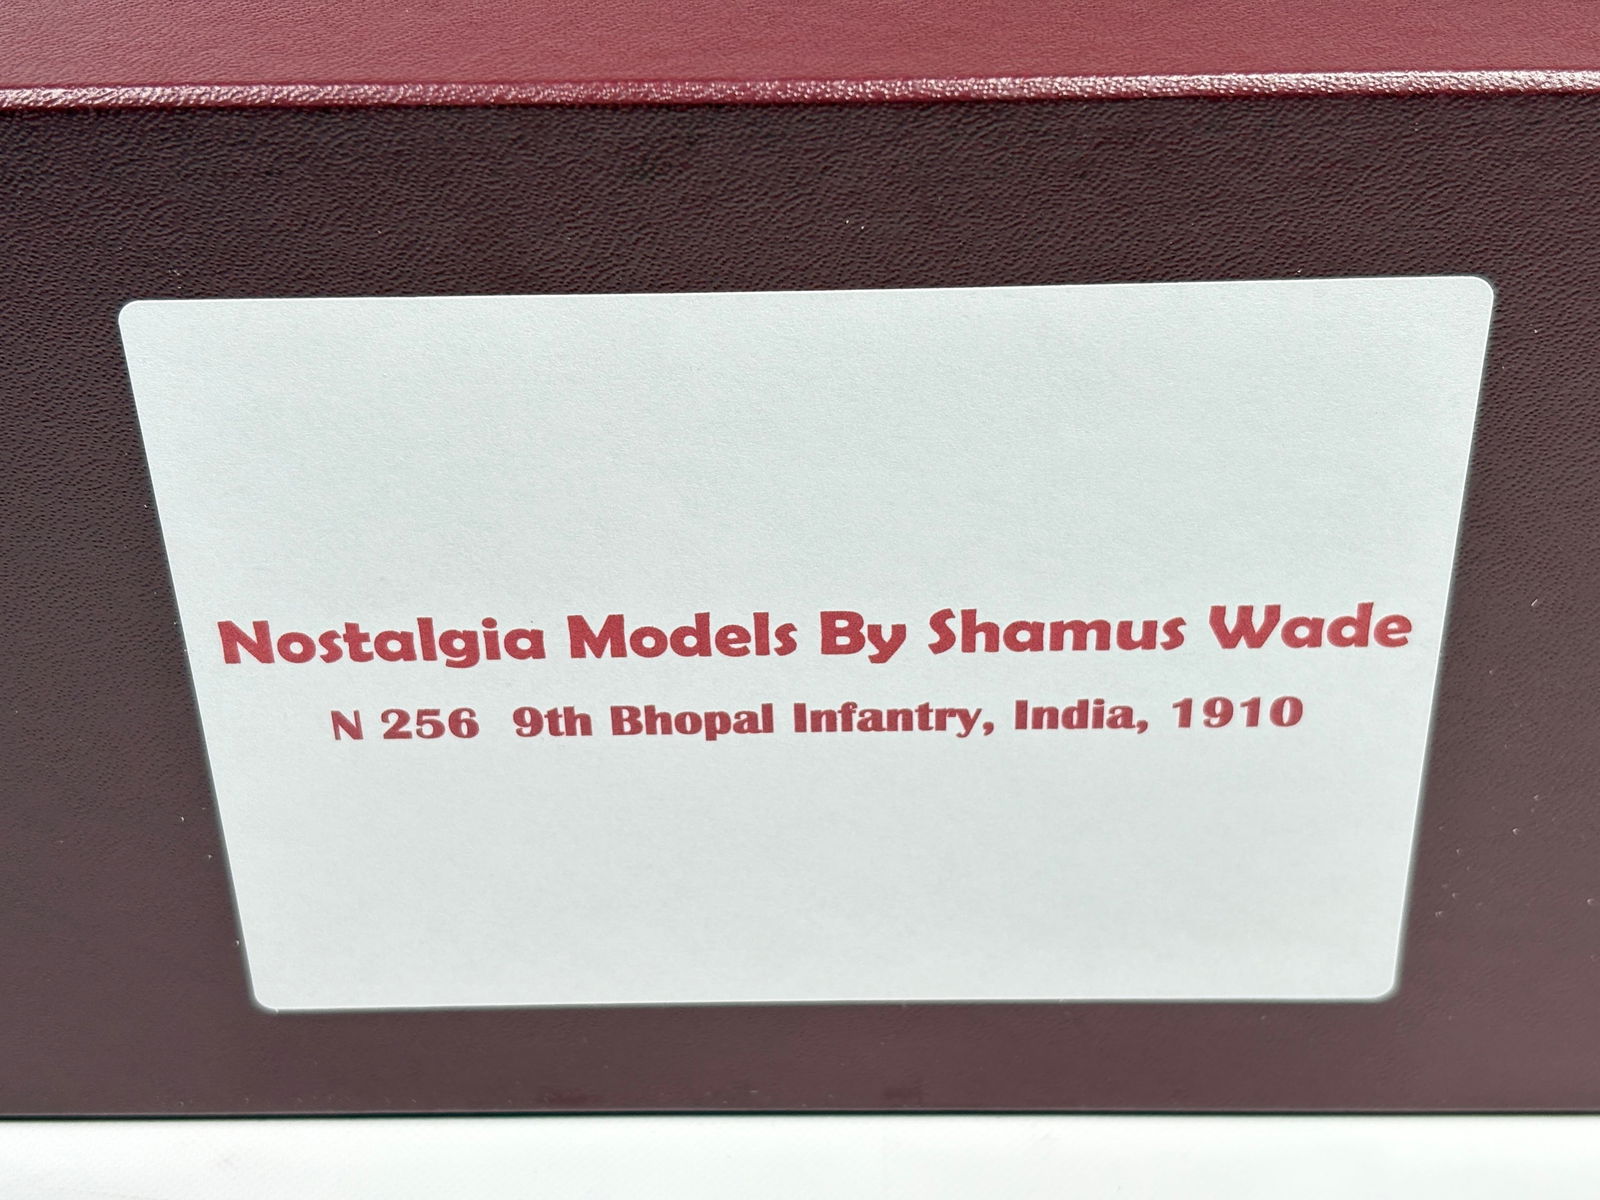 Nostalgia Models By Shamus Wade
N 256 9th Bhopal Infantry, India, 1910